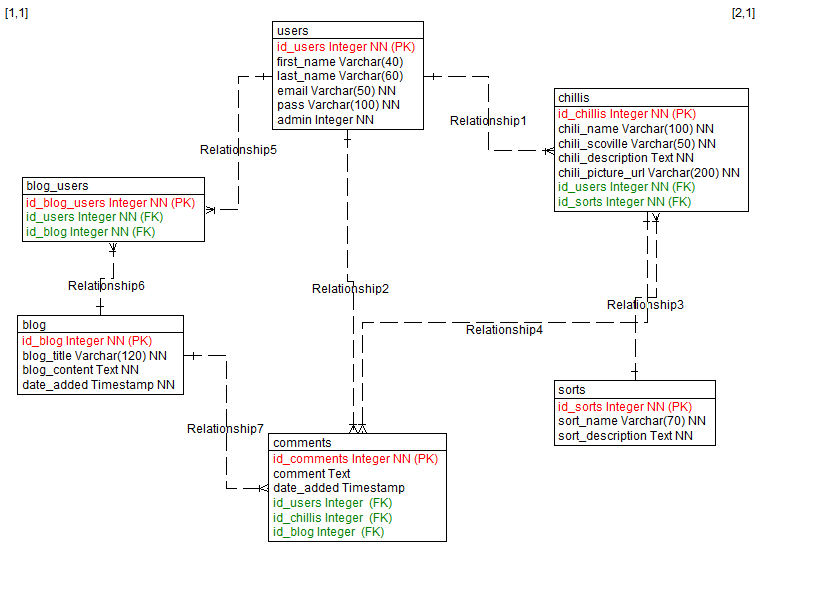 [1,1]
[2,1]
users
id_users Integer NN (PK)
first_name Varchar(40)
last_name Varchar(60)
email Varchar(50) NN
pass Varchar(100) NN
admin Integer NN
Relationship1
chillis
id_chillis Integer NN (PK)
chili_name Varchar(100) NN
chili_scoville Varchar(50) NN
chili_description Text NN
chili_picture_url Varchar(200) NN
id_users Integer NN (FK)
id_sorts Integer NN (FK)
Relationship5
blog_users
id_blog_users Integer NN (PK)
id_users Integer NN (FK)
id_blog Integer NN (FK)
Relationship6
Relationship2
Relationship3
Relationship4
blog
id_blog Integer NN (PK)
blog_title Varchar(120) NN
blog_content Text NN
date_added Timestamp NN
sorts
id_sorts Integer NN (PK)
sort_name Varchar(70) NN
sort_description Text NN
Relationship7
comments
id_comments Integer NN (PK)
comment Text
date_added Timestamp
id_users Integer  (FK)
id_chillis Integer  (FK)
id_blog Integer  (FK)